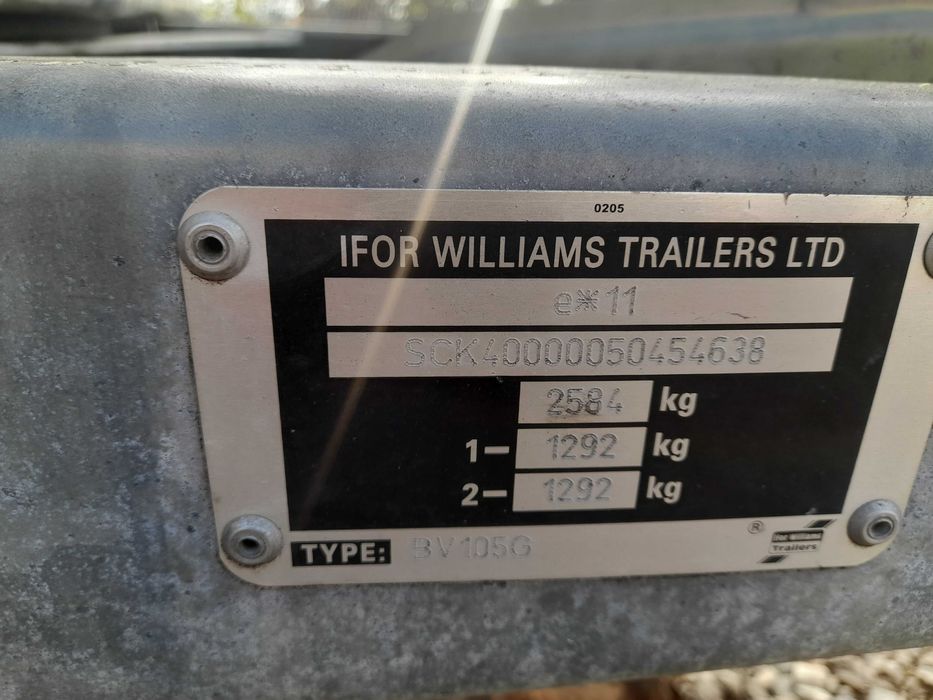 0205
IFOR WILLIAMS TRAILERS LTD
e*11
SCK40000050454638
2584 kg
1- 1292 kg
2- 1292 kg
TYPE: BV105G
®
Ifor Williams
Trailers